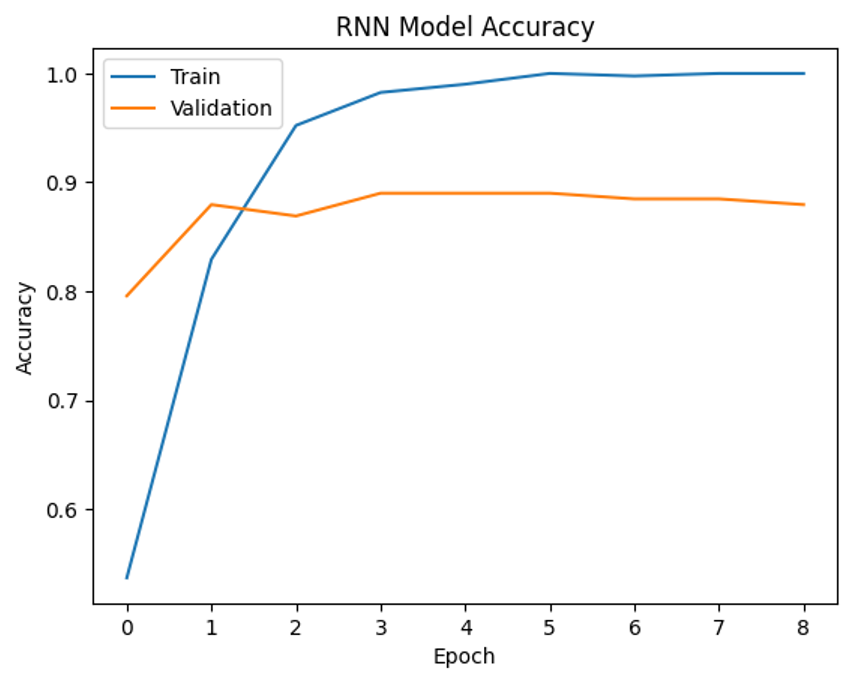 RNN Model Accuracy
Train
Validation
1.0
0.9
0.8
0.7
0.6
Accuracy
0 1 2 3 4 5 6 7 8
Epoch